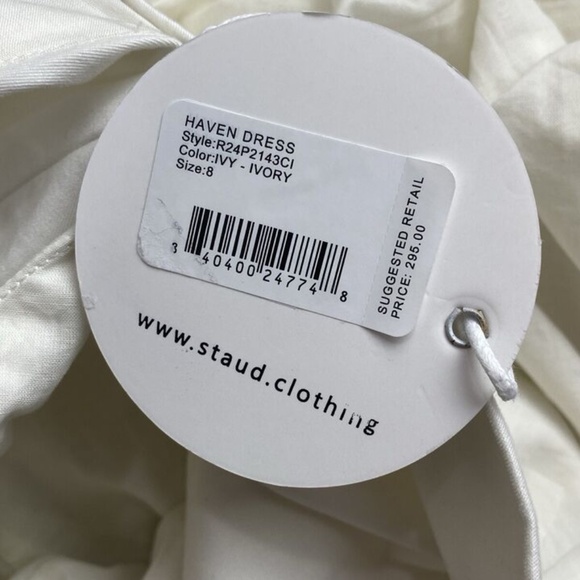 HAVEN DRESS
Style:R24P2143CI
Color:IVY - IVORY
Size:8
SUGGESTED RETAIL
PRICE: 295.00
40400 24774 8
www.staud.clothing